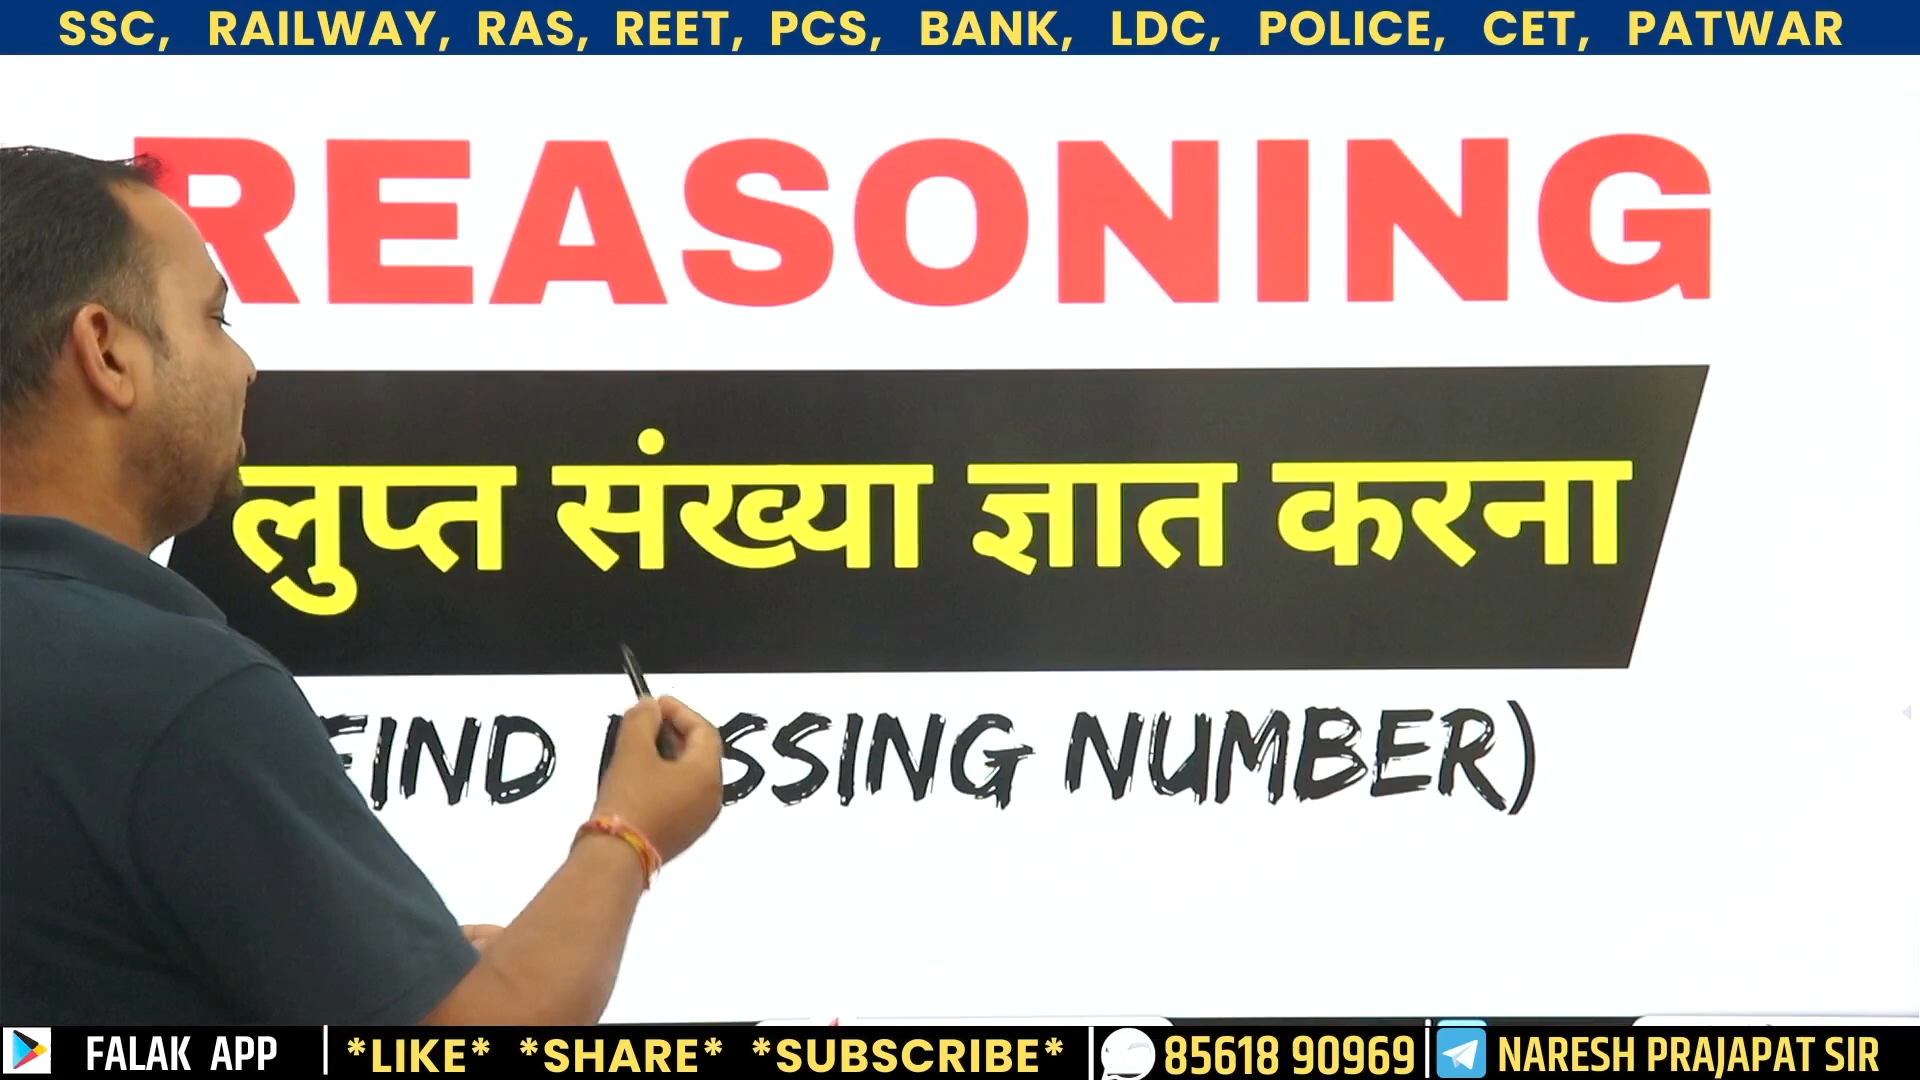 SSC, RAILWAY, RAS, REET, PCS, BANK, LDC, POLICE, CET, PATWAR
REASONING
लुप्त संख्या ज्ञात करना
FIND NUMBER)
FALAK APP *LIKE* *SHARE* *SUBSCRIBE* 85618 90969 NARESH PRAJAPAT SIR